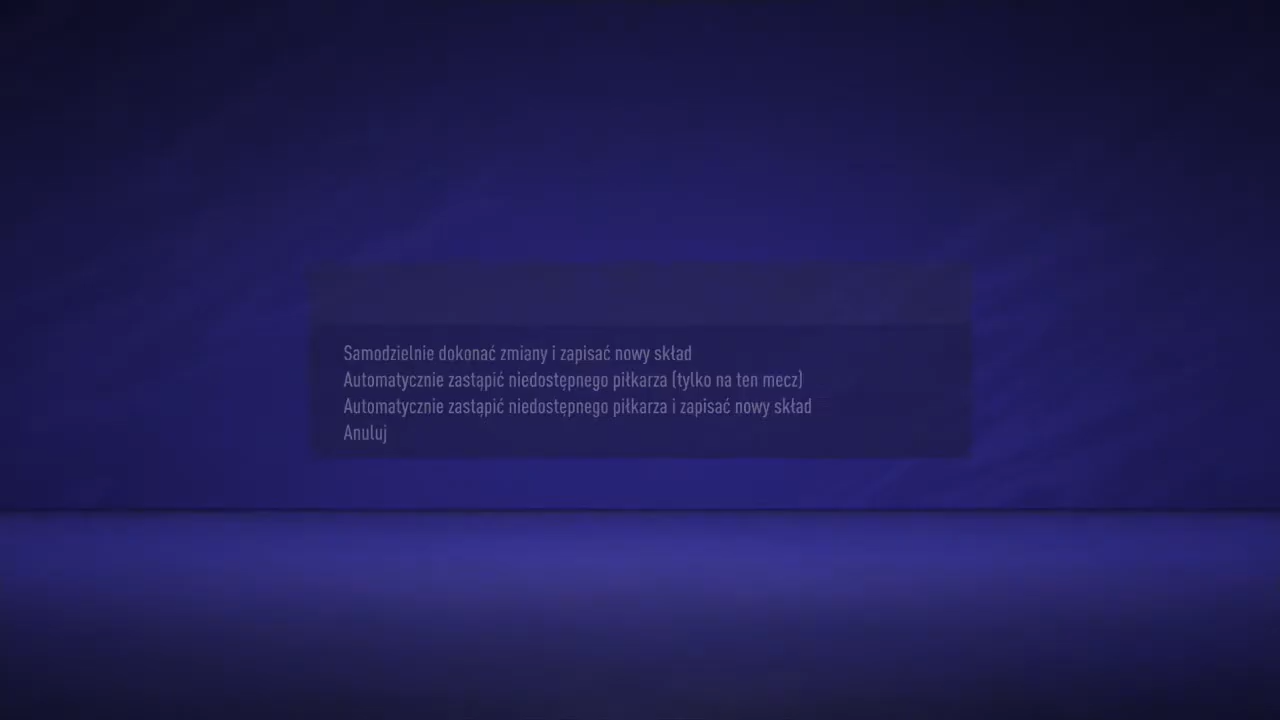 Samodzielnie dokonać zmiany i zapisać nowy skład
Automatycznie zastąpić niedostępnego piłkarza (tylko na ten mecz)
Automatycznie zastąpić niedostępnego piłkarza i zapisać nowy skład
Anuluj